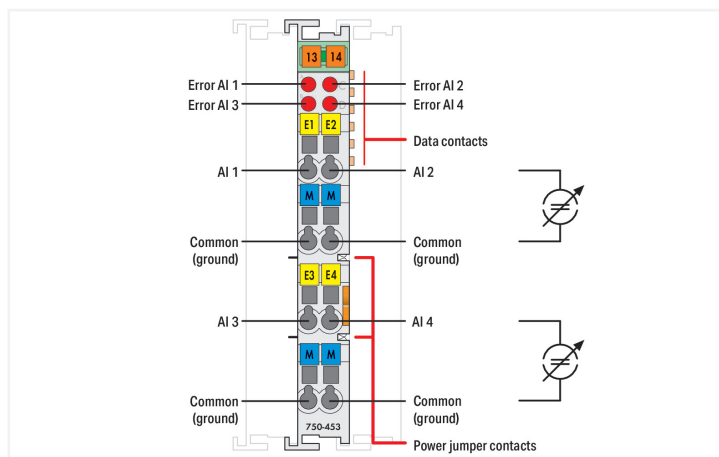 13 14
Error AI 1
Error AI 2
Error AI 3
Error AI 4
E1 E2
Data contacts
AI 1
AI 2
M M
Common
(ground)
Common
(ground)
E3 E4
AI 3
AI 4
M M
Common
(ground)
Common
(ground)
750-453
Power jumper contacts